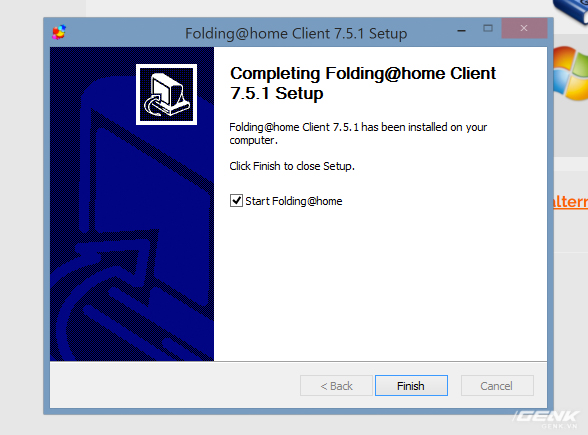 Folding@home Client 7.5.1 Setup
Completing Folding@home Client
7.5.1 Setup
Folding@home Client 7.5.1 has been installed on your
computer.
Click Finish to close Setup.
Start Folding@home
altern
< Back
Finish
Cancel
GENK
GENK.VN